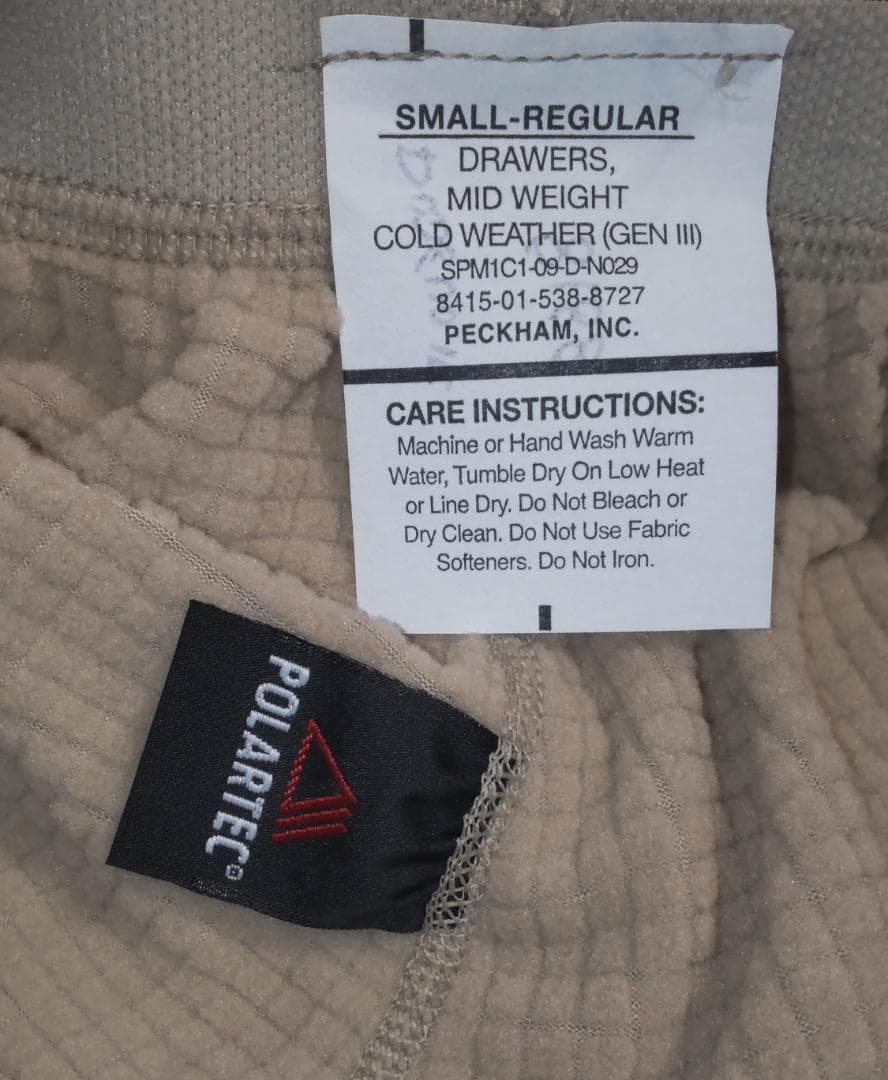 SMALL-REGULAR
DRAWERS,
MID WEIGHT
COLD WEATHER (GEN III)
SPM1C1-09-D-N029
8415-01-538-8727
PECKHAM, INC.
CARE INSTRUCTIONS:
Machine or Hand Wash Warm
Water, Tumble Dry On Low Heat
or Line Dry. Do Not Bleach or
Dry Clean. Do Not Use Fabric
Softeners. Do Not Iron.
POLARTEC®